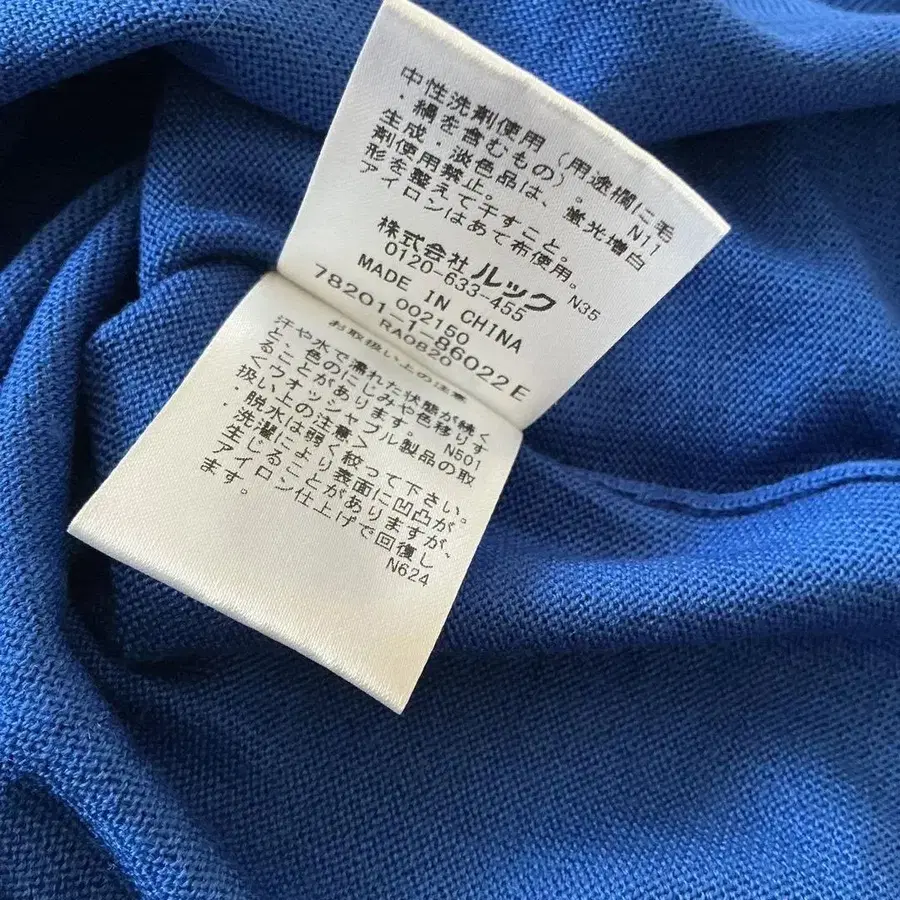 中性洗剤使用(用途欄に毛
・絹を含むもの)。 N11
生成・淡色品は、蛍光増白
剤使用禁止。
形を整えて干すこと。
アイロンはあて布使用。 N35
株式会社 ルック
0120-633-455
MADE IN CHINA
002150
78201-1-86022 E
RA0820
お取扱い上の注意
汗や水で濡れた状態が続く
と、色のにじみや色移りす
ることがあります。 N501
<ウオッシャブル製品の取
扱い上の注意>
・脱水は弱く絞って下さい。
・洗濯により表面に凹凸が
生じることがありますが、
アイロン仕上げで回復し
ます。 N624